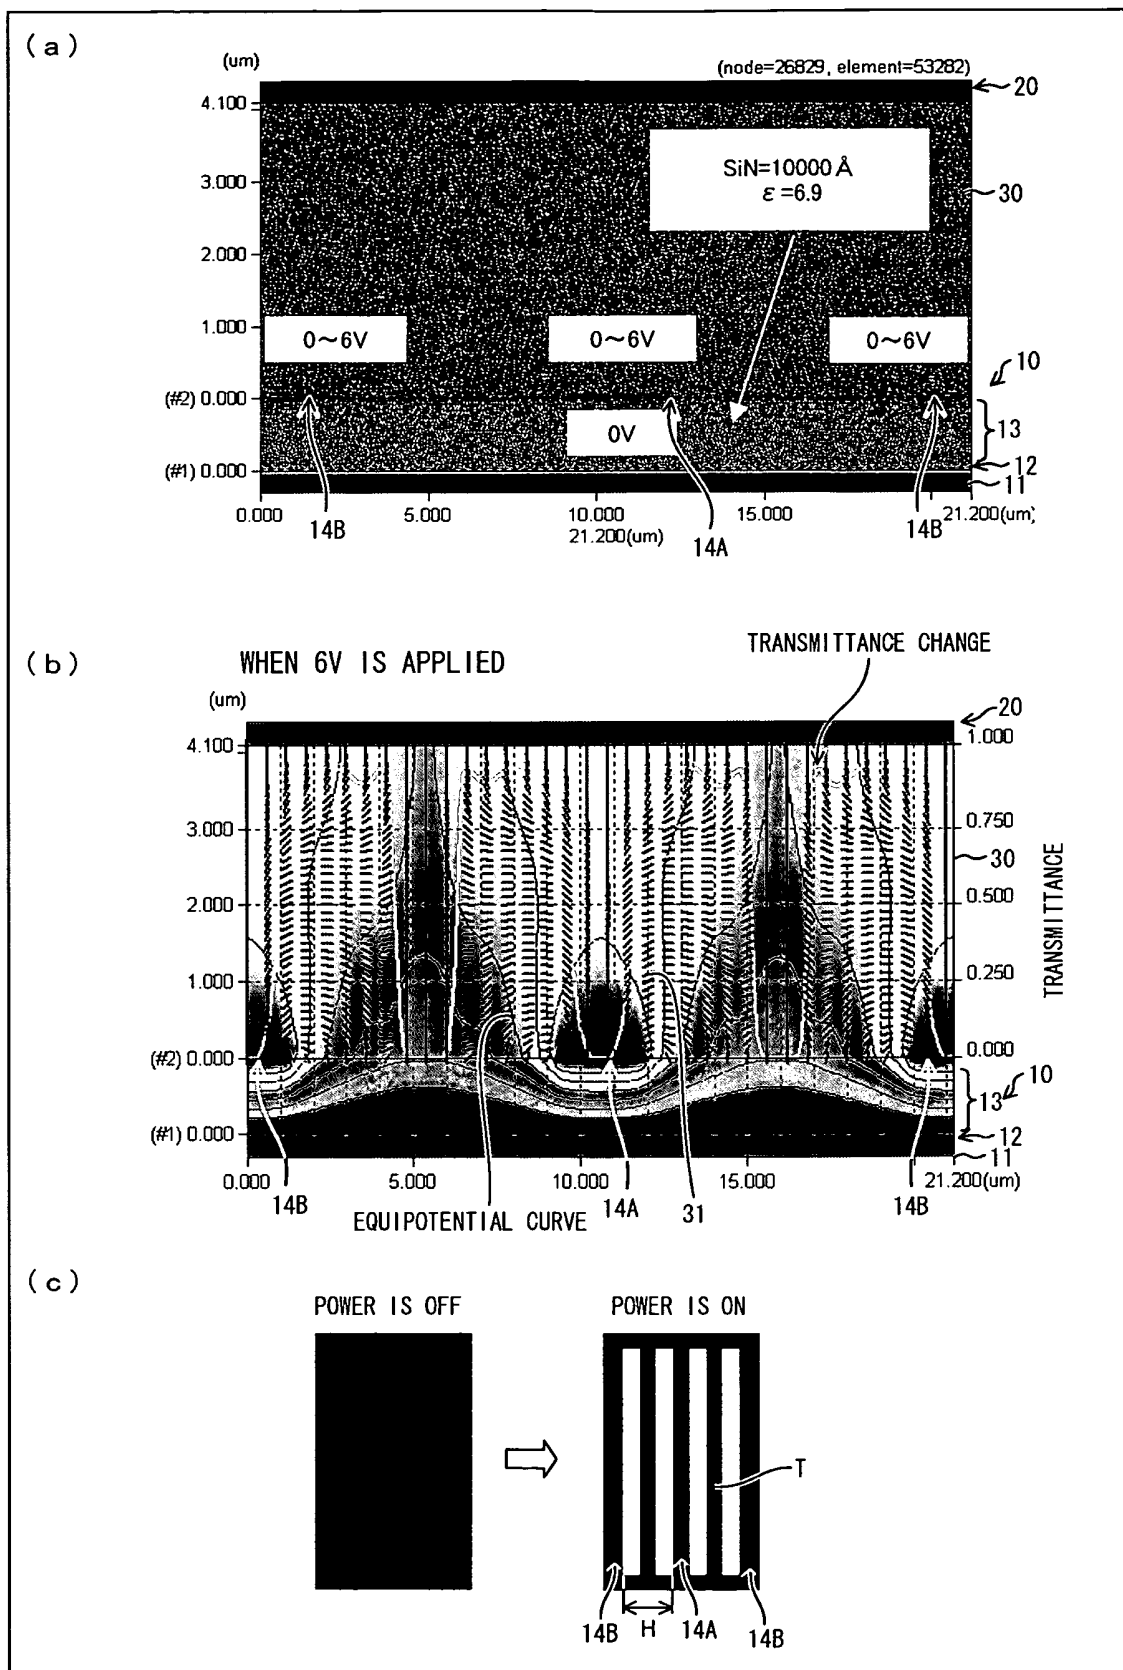 (a)
(um)
(node=26829, element=53282)
20
4.100
SiN=10000Å
ε=6.9
3.000
30
2.000
1.000
0~6V
0~6V
0~6V
10
(#2) 0.000
0V
13
(#1) 0.000
12
11
0.000
14B
5.000
10.000
21.200(um)
14A
15.000
14B
21.200(um)
(b)
WHEN 6V IS APPLIED
TRANSMITTANCE CHANGE
(um)
20
4.100
1.000
3.000
0.750
30
2.000
0.500
TRANSMITTANCE
1.000
0.250
(#2) 0.000
0.000
13
10
(#1) 0.000
12
11
0.000
14B
5.000
10.000
14A
31
15.000
14B
21.200(um)
EQUIPOTENTIAL CURVE
(c)
POWER IS OFF
POWER IS ON
T
14B
H
14A
14B